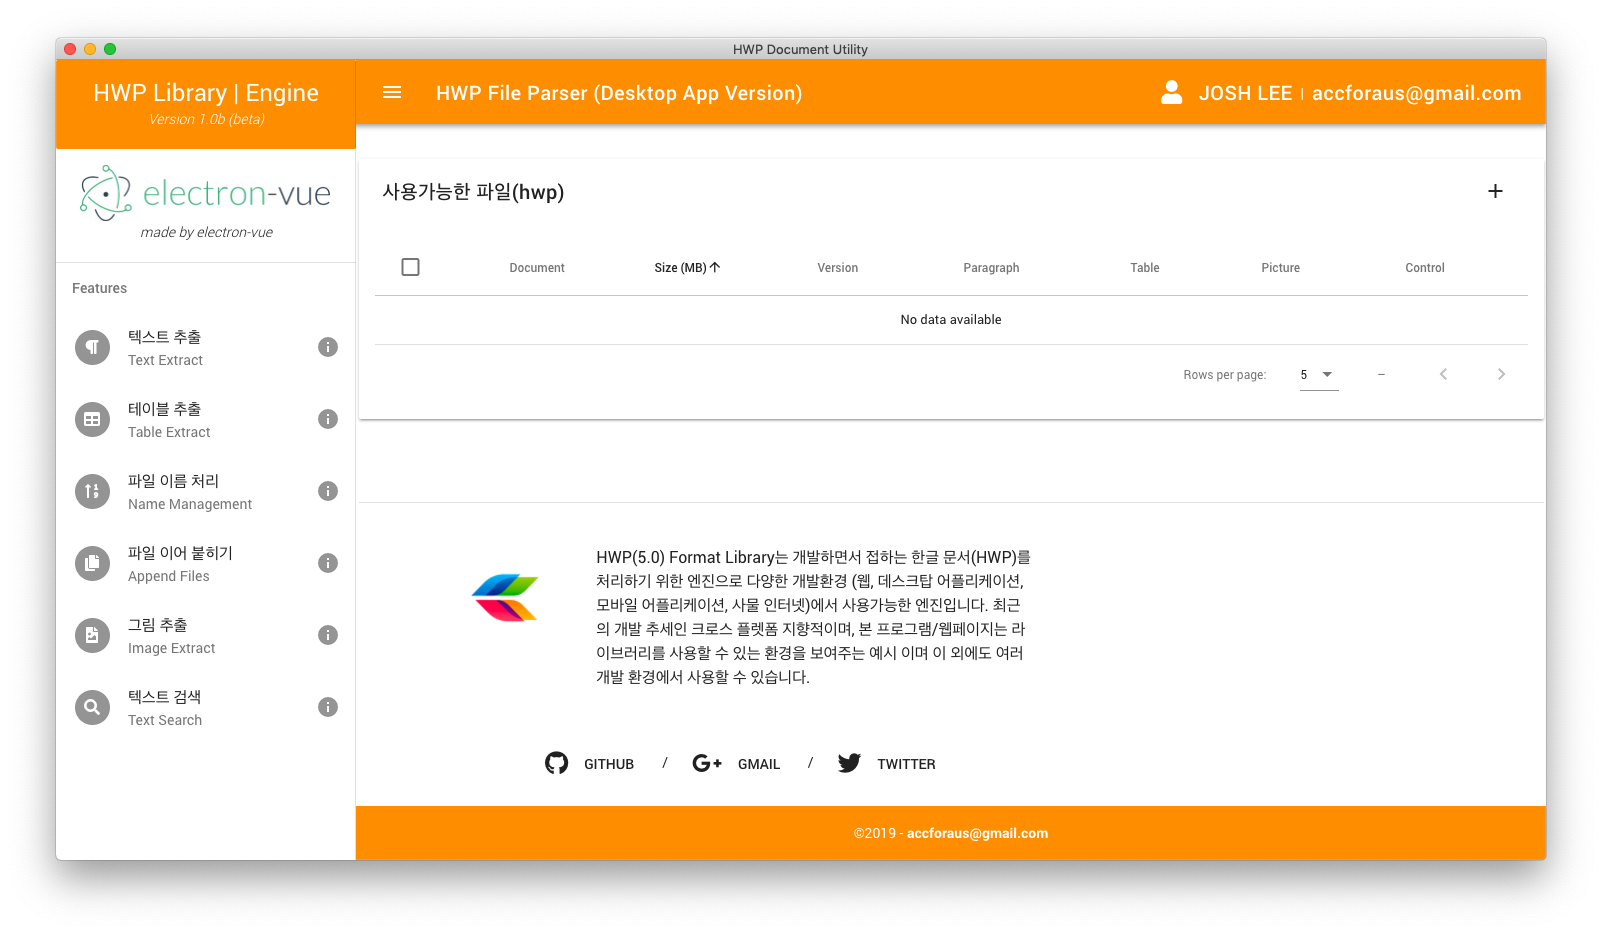 HWP Document Utility
HWP Library | Engine
Version 1.0b (beta)
HWP File Parser (Desktop App Version)
JOSH LEE | accforaus@gmail.com
electron-vue
made by electron-vue
Features
텍스트 추출
Text Extract
테이블 추출
Table Extract
파일 이름 처리
Name Management
파일 이어 붙히기
Append Files
그림 추출
Image Extract
텍스트 검색
Text Search
사용가능한 파일(hwp)
Document Size (MB) Version Paragraph Table Picture Control
No data available
Rows per page: 5 –
HWP(5.0) Format Library는 개발하면서 접하는 한글 문서(HWP)를
처리하기 위한 엔진으로 다양한 개발환경 (웹, 데스크탑 어플리케이션,
모바일 어플리케이션, 사물 인터넷)에서 사용가능한 엔진입니다. 최근
의 개발 추세인 크로스 플렛폼 지향적이며, 본 프로그램/웹페이지는 라
이브러리를 사용할 수 있는 환경을 보여주는 예시 이며 이 외에도 여러
개발 환경에서 사용할 수 있습니다.
GITHUB / GMAIL / TWITTER
©2019 - accforaus@gmail.com